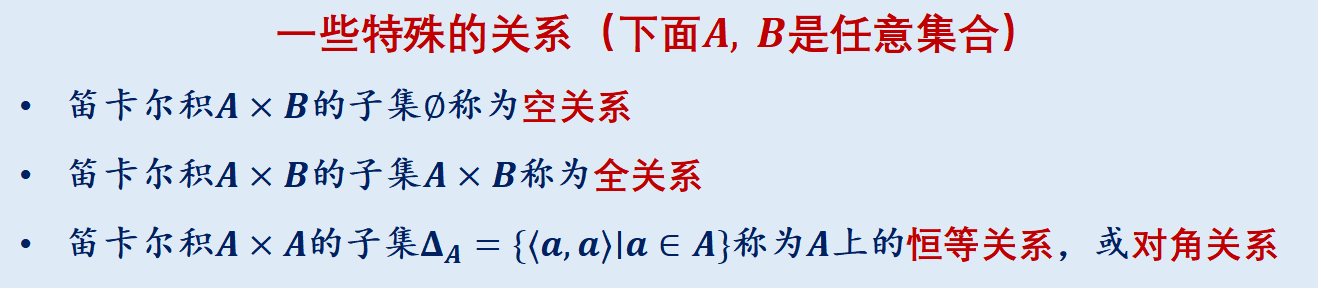 一些特殊的关系（下面A, B是任意集合）
• 笛卡尔积A × B的子集∅称为空关系
• 笛卡尔积A × B的子集A × B称为全关系
• 笛卡尔积A × A的子集Δ_A = {⟨a, a⟩|a ∈ A}称为A上的恒等关系，或对角关系